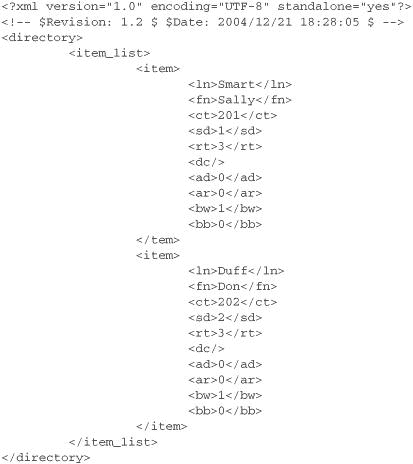 <?xml version="1.0" encoding="UTF-8" standalone="yes"?>
<!-- $Revision: 1.2 $ $Date: 2004/12/21 18:28:05 $ -->
<directory>
<item_list>
<item>
<ln>Smart</ln>
<fn>Sally</fn>
<ct>201</ct>
<sd>1</sd>
<rt>3</rt>
<dc/>
<ad>0</ad>
<ar>0</ar>
<bw>1</bw>
<bb>0</bb>
</tem>
<item>
<ln>Duff</ln>
<fn>Don</fn>
<ct>202</ct>
<sd>2</sd>
<rt>3</rt>
<dc/>
<ad>0</ad>
<ar>0</ar>
<bw>1</bw>
<bb>0</bb>
</item>
</item_list>
</directory>